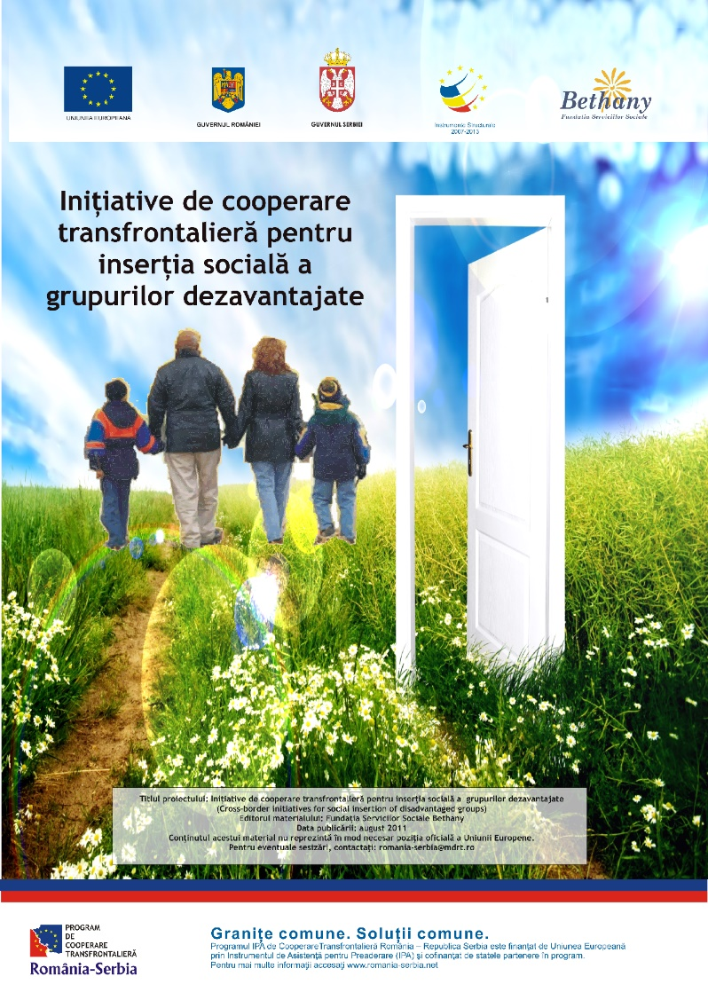 UNIUNEA EUROPEANĂ
GUVERNUL ROMÂNIEI
GUVERNUL SERBIEI
Instrumente Structurale
2007-2013
Bethany
Fundația Serviciilor Sociale
Inițiative de cooperare
transfrontalieră pentru
inserția socială a
grupurilor dezavantajate
Titlul proiectului: Inițiative de cooperare transfrontalieră pentru inserția socială a grupurilor dezavantajate
(Cross-border initiatives for social insertion of disadvantaged groups)
Editorul materialului: Fundația Serviciilor Sociale Bethany
Data publicării: august 2011
Conținutul acestui material nu reprezintă în mod necesar poziția oficială a Uniunii Europene.
Pentru eventuale sesizări, contactați: romania-serbia@mdrt.ro
PROGRAM
DE
COOPERARE
TRANSFRONTALIERĂ
România-Serbia
Granițe comune. Soluții comune.
Programul IPA de CooperareTransfrontalieră România – Republica Serbia este finanțat de Uniunea Europeană
prin Instrumentul de Asistență pentru Preaderare (IPA) și cofinanțat de statele partenere în program.
Pentru mai multe informații accesați www.romania-serbia.net